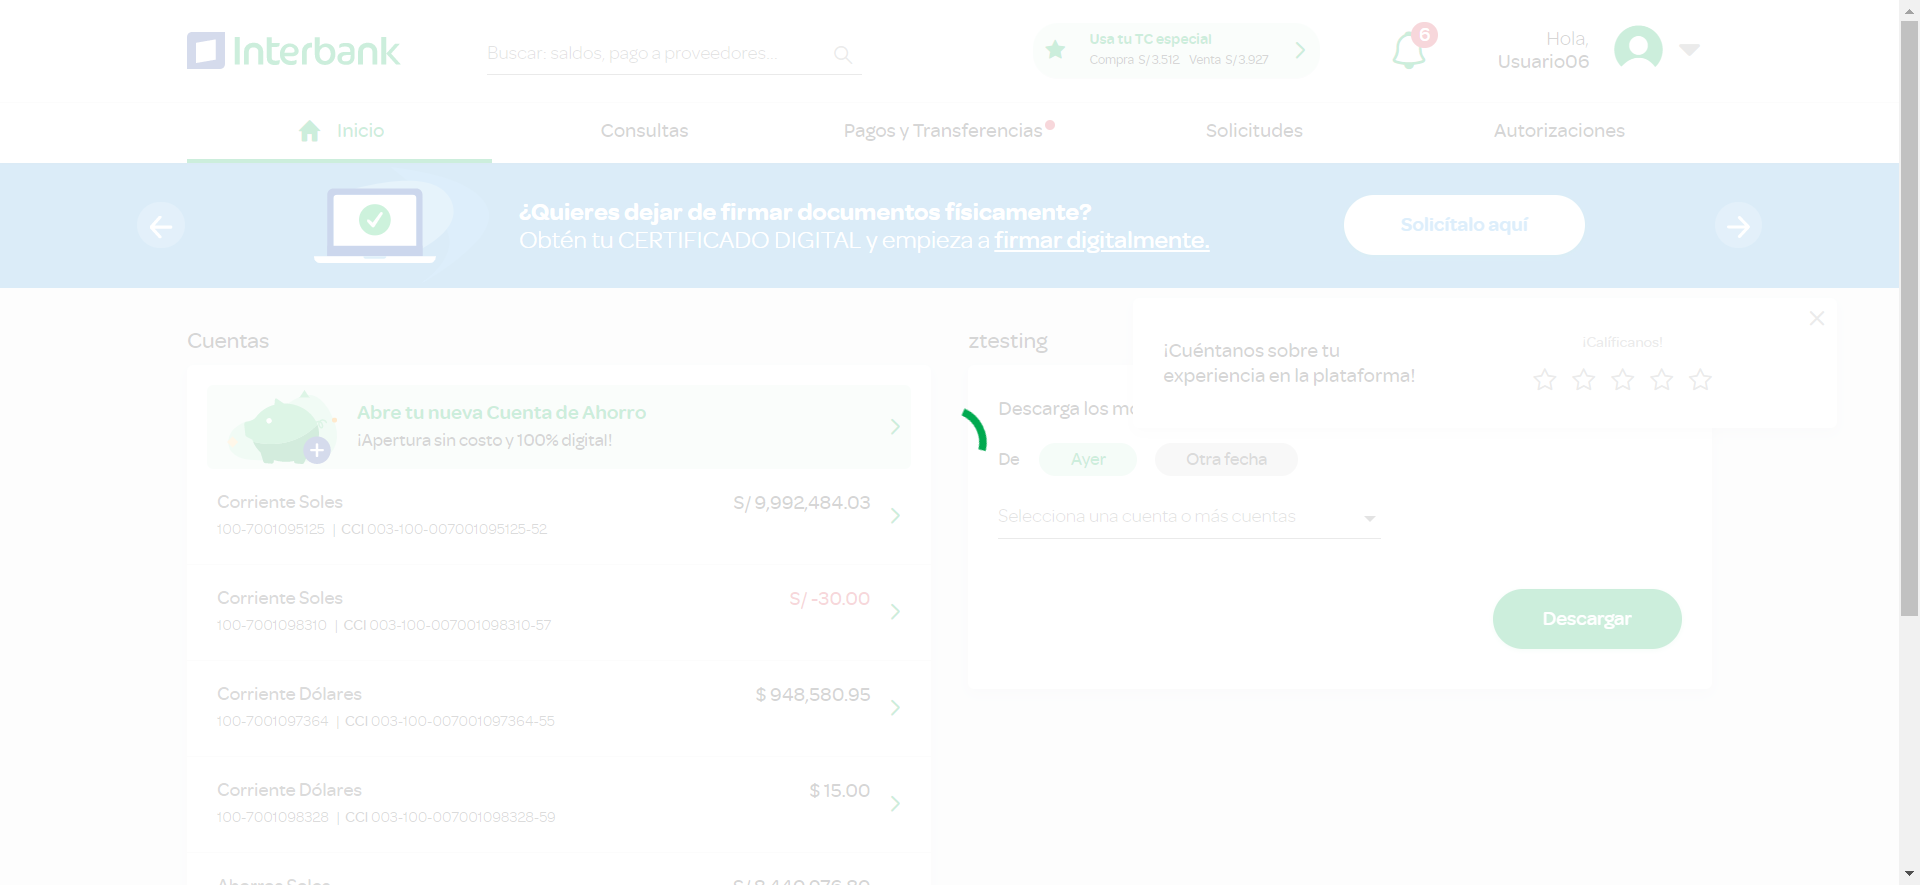 Interbank
Buscar: saldos, pago a proveedores...
Usa tu TC especial
Compra S/3.512 Venta S/3.927
6
Hola,
Usuario06
Inicio
Consultas
Pagos y Transferencias
Solicitudes
Autorizaciones
¿Quieres dejar de firmar documentos físicamente?
Obtén tu CERTIFICADO DIGITAL y empieza a firmar digitalmente.
Solicítalo aquí
Cuentas
Abre tu nueva Cuenta de Ahorro
¡Apertura sin costo y 100% digital!
Corriente Soles
S/ 9,992,484.03
100-7001095125 | CCI 003-100-007001095125-52
Corriente Soles
S/ -30.00
100-7001098310 | CCI 003-100-007001098310-57
Corriente Dólares
$ 948,580.95
100-7001097364 | CCI 003-100-007001097364-55
Corriente Dólares
$ 15.00
100-7001098328 | CCI 003-100-007001098328-59
Ahorros Soles
ztesting
Descarga los
De
Ayer
Otra fecha
Selecciona una cuenta o más cuentas
Descargar
¡Cuéntanos sobre tu
experiencia en la plataforma!
¡Califícanos!